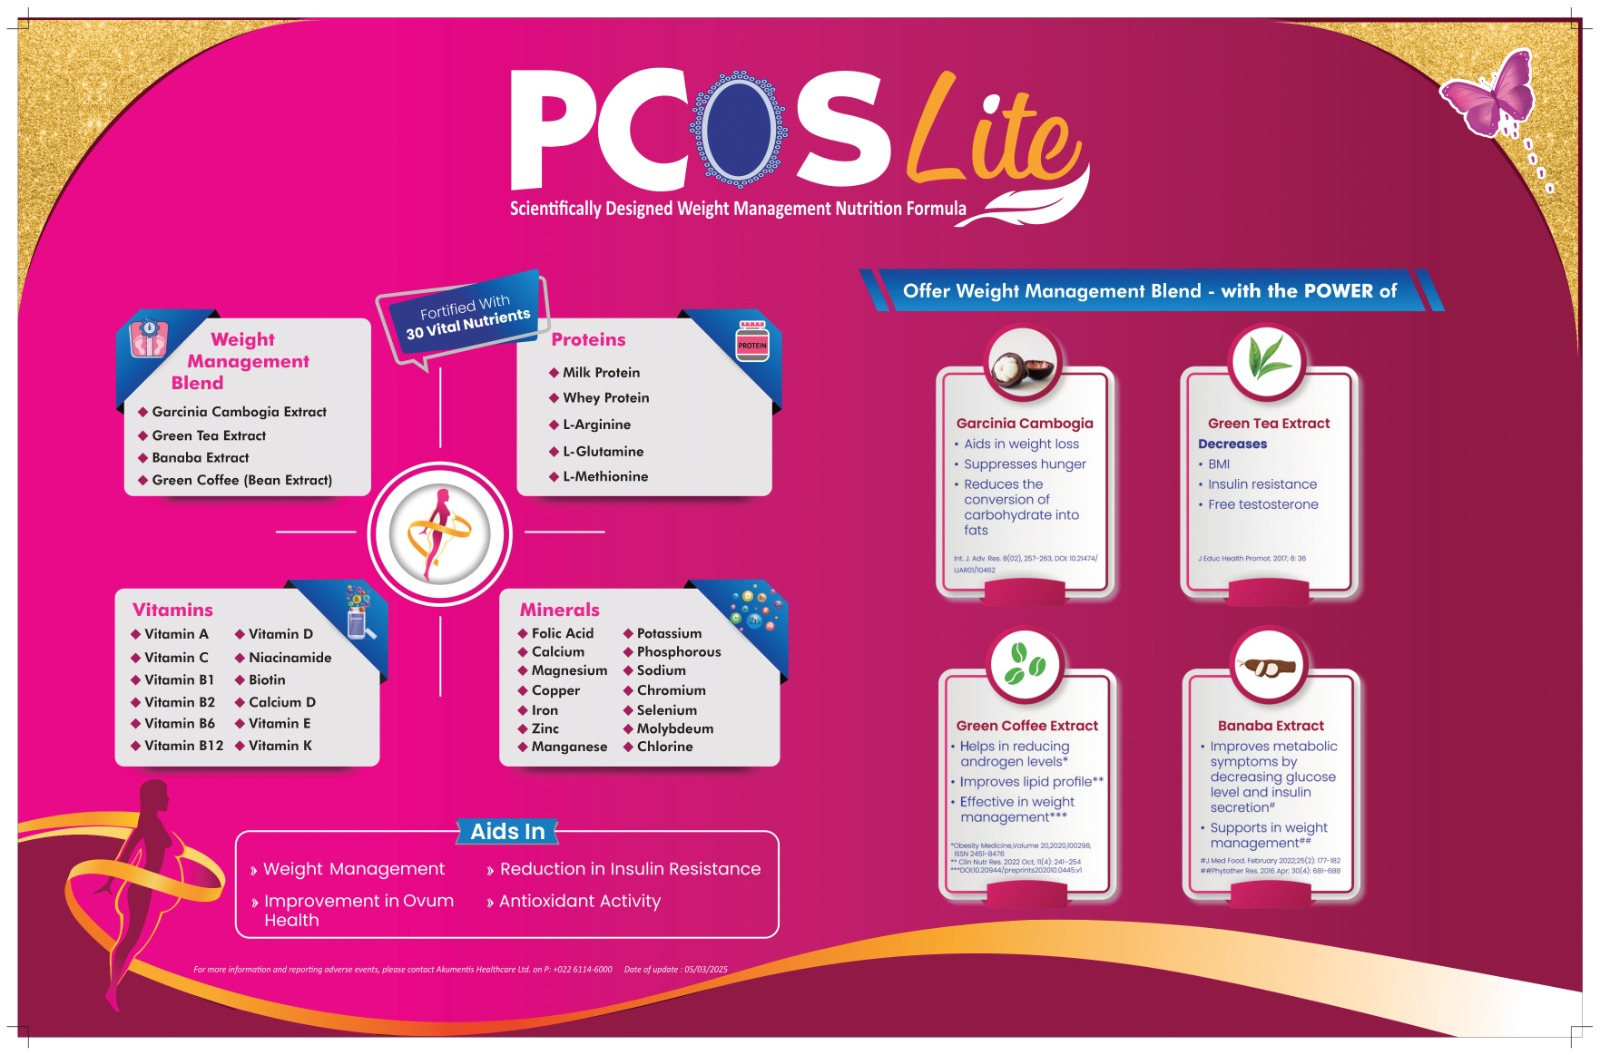 PCOS Lite
Scientifically Designed Weight Management Nutrition Formula
Fortified With
30 Vital Nutrients
Weight
Management
Blend
Garcinia Cambogia Extract
Green Tea Extract
Banaba Extract
Green Coffee (Bean Extract)
Proteins
PROTEIN
Milk Protein
Whey Protein
L-Arginine
L-Glutamine
L-Methionine
Vitamins
Vitamin A
Vitamin C
Vitamin B1
Vitamin B2
Vitamin B6
Vitamin B12
Vitamin D
Niacinamide
Biotin
Calcium D
Vitamin E
Vitamin K
Minerals
Folic Acid
Calcium
Magnesium
Copper
Iron
Zinc
Manganese
Potassium
Phosphorous
Sodium
Chromium
Selenium
Molybdeum
Chlorine
Aids In
» Weight Management
» Improvement in Ovum
Health
» Reduction in Insulin Resistance
» Antioxidant Activity
For more information and reporting adverse events, please contact Akumentis Healthcare Ltd. on P: +022 6114-6000 Date of update : 05/03/2025
Offer Weight Management Blend - with the POWER of
Garcinia Cambogia
• Aids in weight loss
• Suppresses hunger
• Reduces the
conversion of
carbohydrate into
fats
Int. J. Adv. Res. 8(02), 257-263, DOI: 10.21474/
IJAR01/10462
Green Tea Extract
Decreases
• BMI
• Insulin resistance
• Free testosterone
J Educ Health Promot. 2017; 6: 36
Green Coffee Extract
• Helps in reducing
androgen levels*
• Improves lipid profile**
• Effective in weight
management***
*Obesity Medicine,Volume 20,2020,100298,
ISSN 2451-8476
** Clin Nutr Res. 2022 Oct; 11(4): 241-254
***DOI:10.20944/preprints202010.0445.v1
Banaba Extract
• Improves metabolic
symptoms by
decreasing glucose
level and insulin
secretion#
• Supports in weight
management##
#J Med Food. February 2022;25(2): 177-182
##Phytother Res. 2016 Apr; 30(4): 681-688